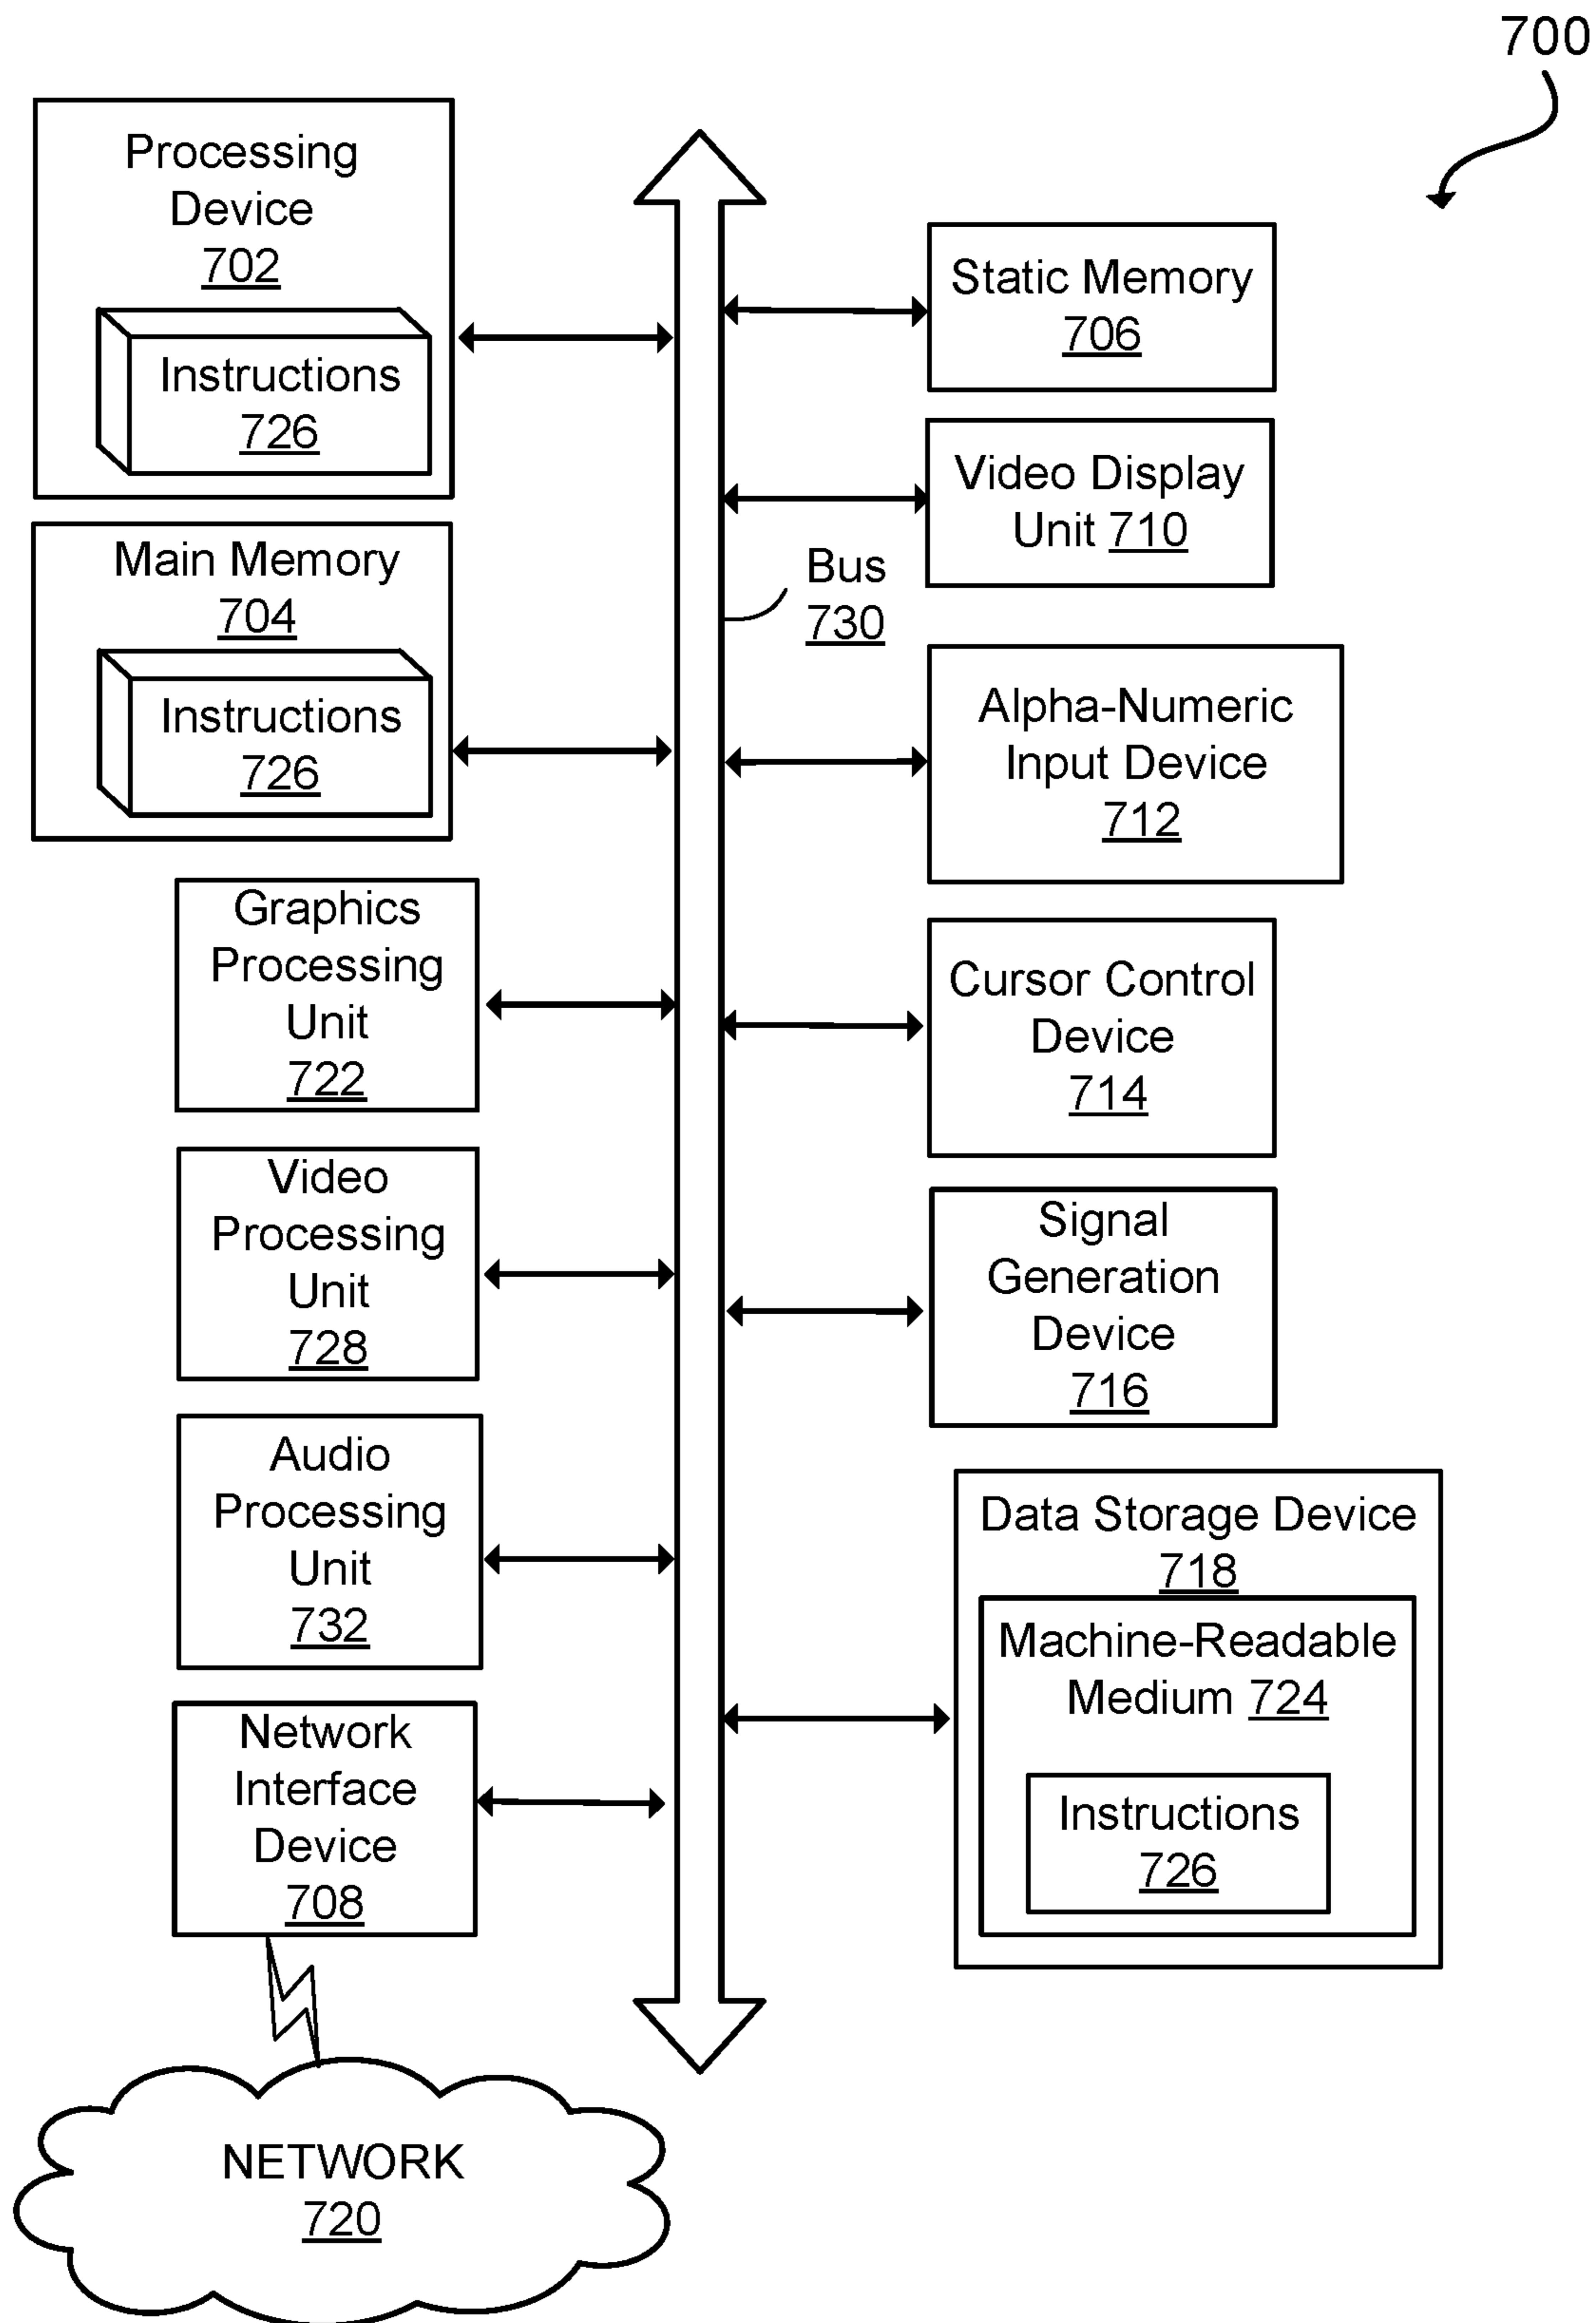 700
Processing
Device
702
Instructions
726
Main Memory
704
Instructions
726
Graphics
Processing
Unit
722
Video
Processing
Unit
728
Audio
Processing
Unit
732
Network
Interface
Device
708
NETWORK
720
Bus
730
Static Memory
706
Video Display
Unit 710
Alpha-Numeric
Input Device
712
Cursor Control
Device
714
Signal
Generation
Device
716
Data Storage Device
718
Machine-Readable
Medium 724
Instructions
726